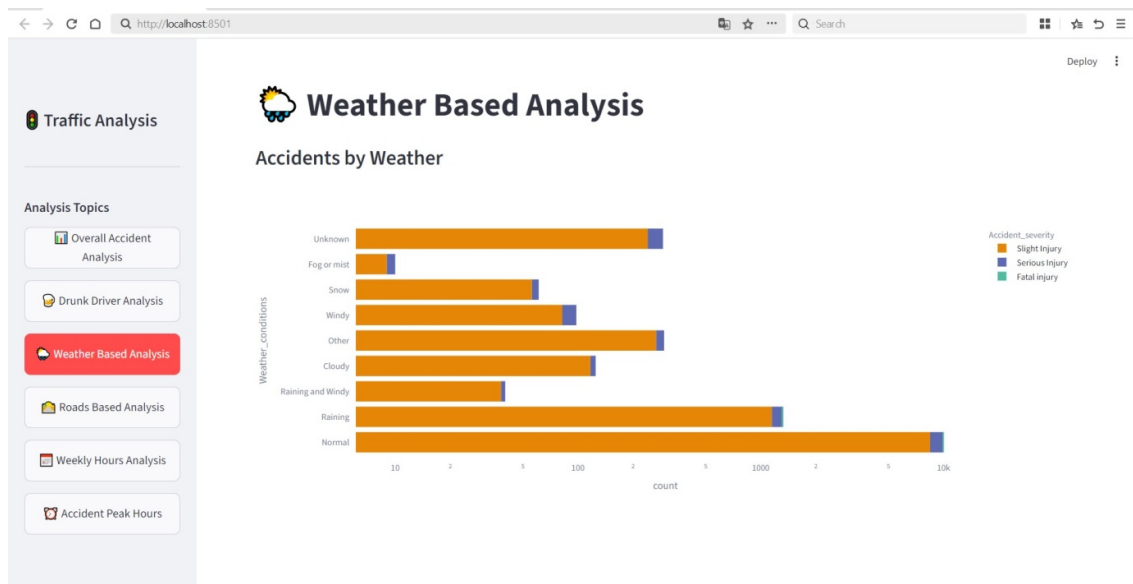 http://localhost:8501
Search
Deploy
Traffic Analysis
Analysis Topics
Overall Accident
Analysis
Drunk Driver Analysis
Weather Based Analysis
Roads Based Analysis
Weekly Hours Analysis
Accident Peak Hours
Weather Based Analysis
Accidents by Weather
Weather_conditions
Unknown
Fog or mist
Snow
Windy
Other
Cloudy
Raining and Windy
Raining
Normal
10 2 5 100 2 5 1000 2 5 10k
count
Accident_severity
Slight Injury
Serious Injury
Fatal injury